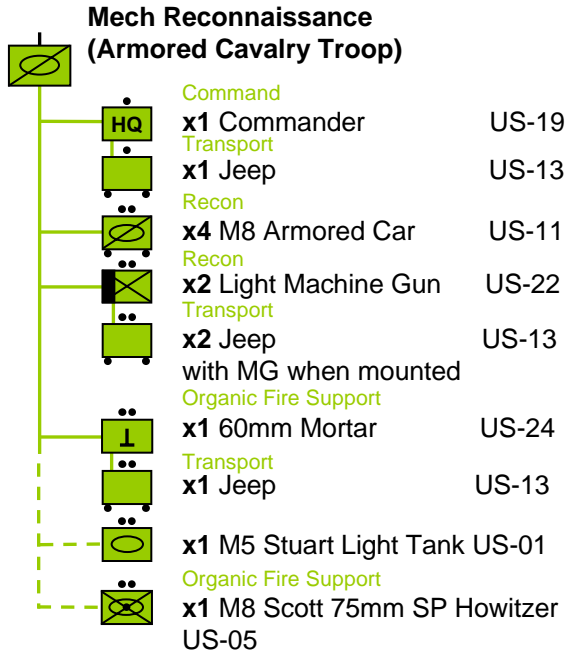 Mech Reconnaissance
(Armored Cavalry Troop)
Command
HQ x1 Commander US-19
Transport
x1 Jeep US-13
Recon
x4 M8 Armored Car US-11
Recon
x2 Light Machine Gun US-22
Transport
x2 Jeep US-13
with MG when mounted
Organic Fire Support
x1 60mm Mortar US-24
Transport
x1 Jeep US-13
x1 M5 Stuart Light Tank US-01
Organic Fire Support
x1 M8 Scott 75mm SP Howitzer
US-05